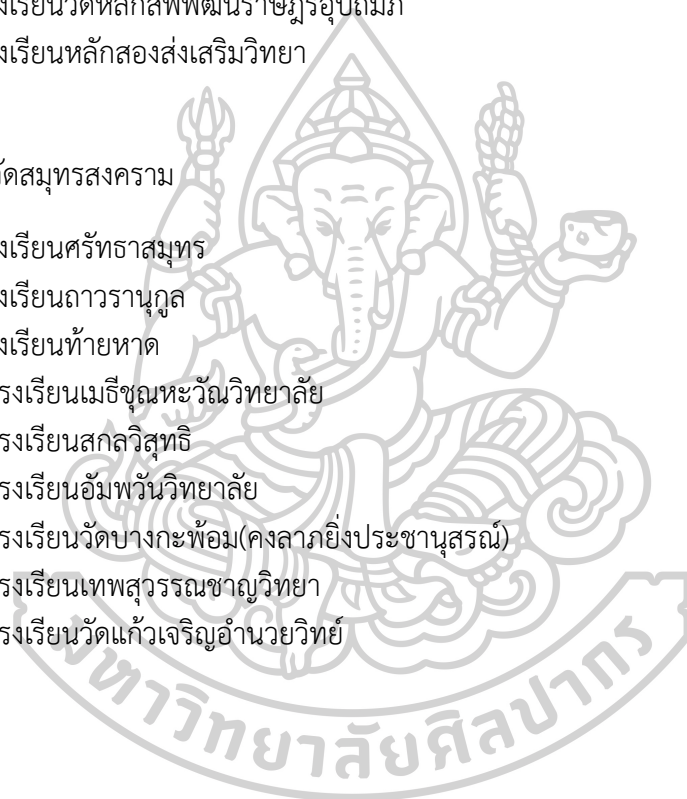 งเรียนวัดหลักสี่พิพัฒน์ราษฎร์อุปถัมภ์
งเรียนหลักสองส่งเสริมวิทยา
วัดสมุทรสงคราม
งเรียนศรัทธาสมุทร
งเรียนถาวรานุกูล
งเรียนท้ายหาด
รงเรียนเมธีชุณหะวัณวิทยาลัย
รงเรียนสกลวิสุทธิ
รงเรียนอัมพวันวิทยาลัย
รงเรียนวัดบางกะพ้อม(คงลาภยิ่งประชานุสรณ์)
รงเรียนเทพสุวรรณชาญวิทยา
รงเรียนวัดแก้วเจริญอำนวยวิทย์
มหาวิทยาลัยศิลปากร